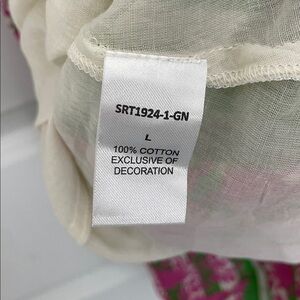 SRT1924-1-GN
L
100% COTTON
EXCLUSIVE OF
DECORATION